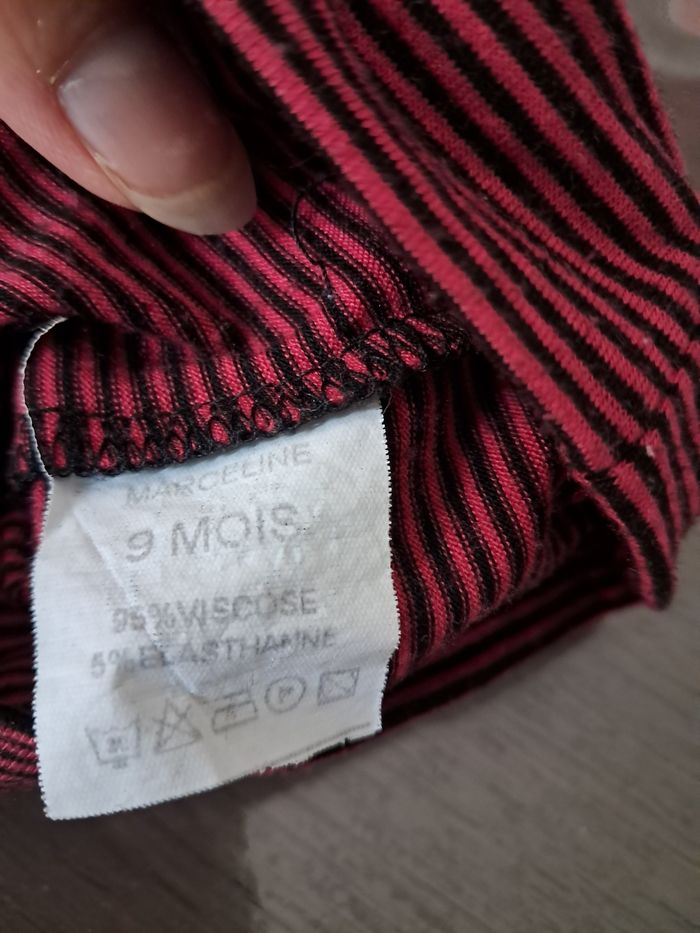 MARCELINE
9 MOIS
95%VISCOSE
5%ELASTHANNE